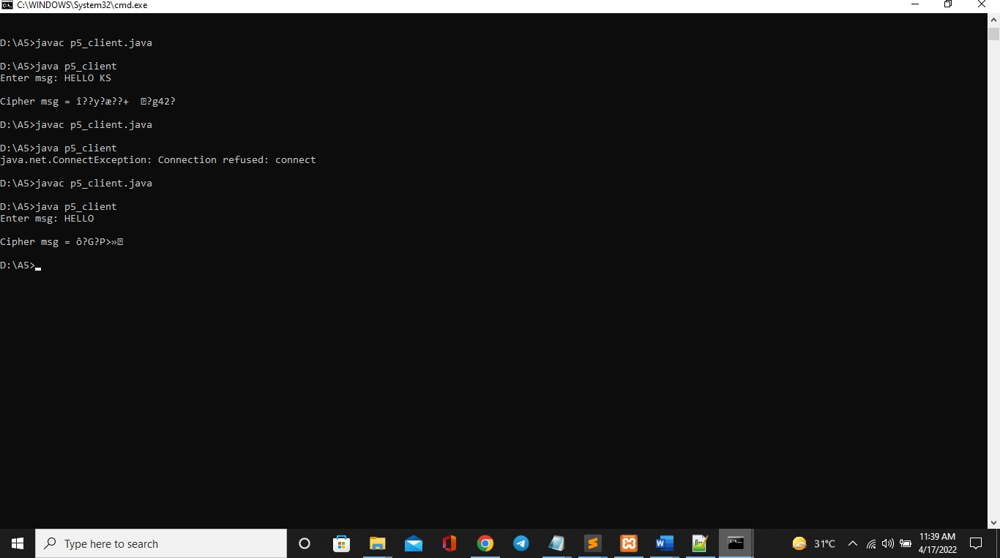 C:\WINDOWS\System32\cmd.exe
D:\A5>javac p5_client.java
D:\A5>java p5_client
Enter msg: HELLO KS
Cipher msg = î??y?æ??+  ?g42?
D:\A5>javac p5_client.java
D:\A5>java p5_client
java.net.ConnectException: Connection refused: connect
D:\A5>javac p5_client.java
D:\A5>java p5_client
Enter msg: HELLO
Cipher msg = ô?G?P>»
D:\A5>
Type here to search
31°C
11:39 AM
4/17/2022